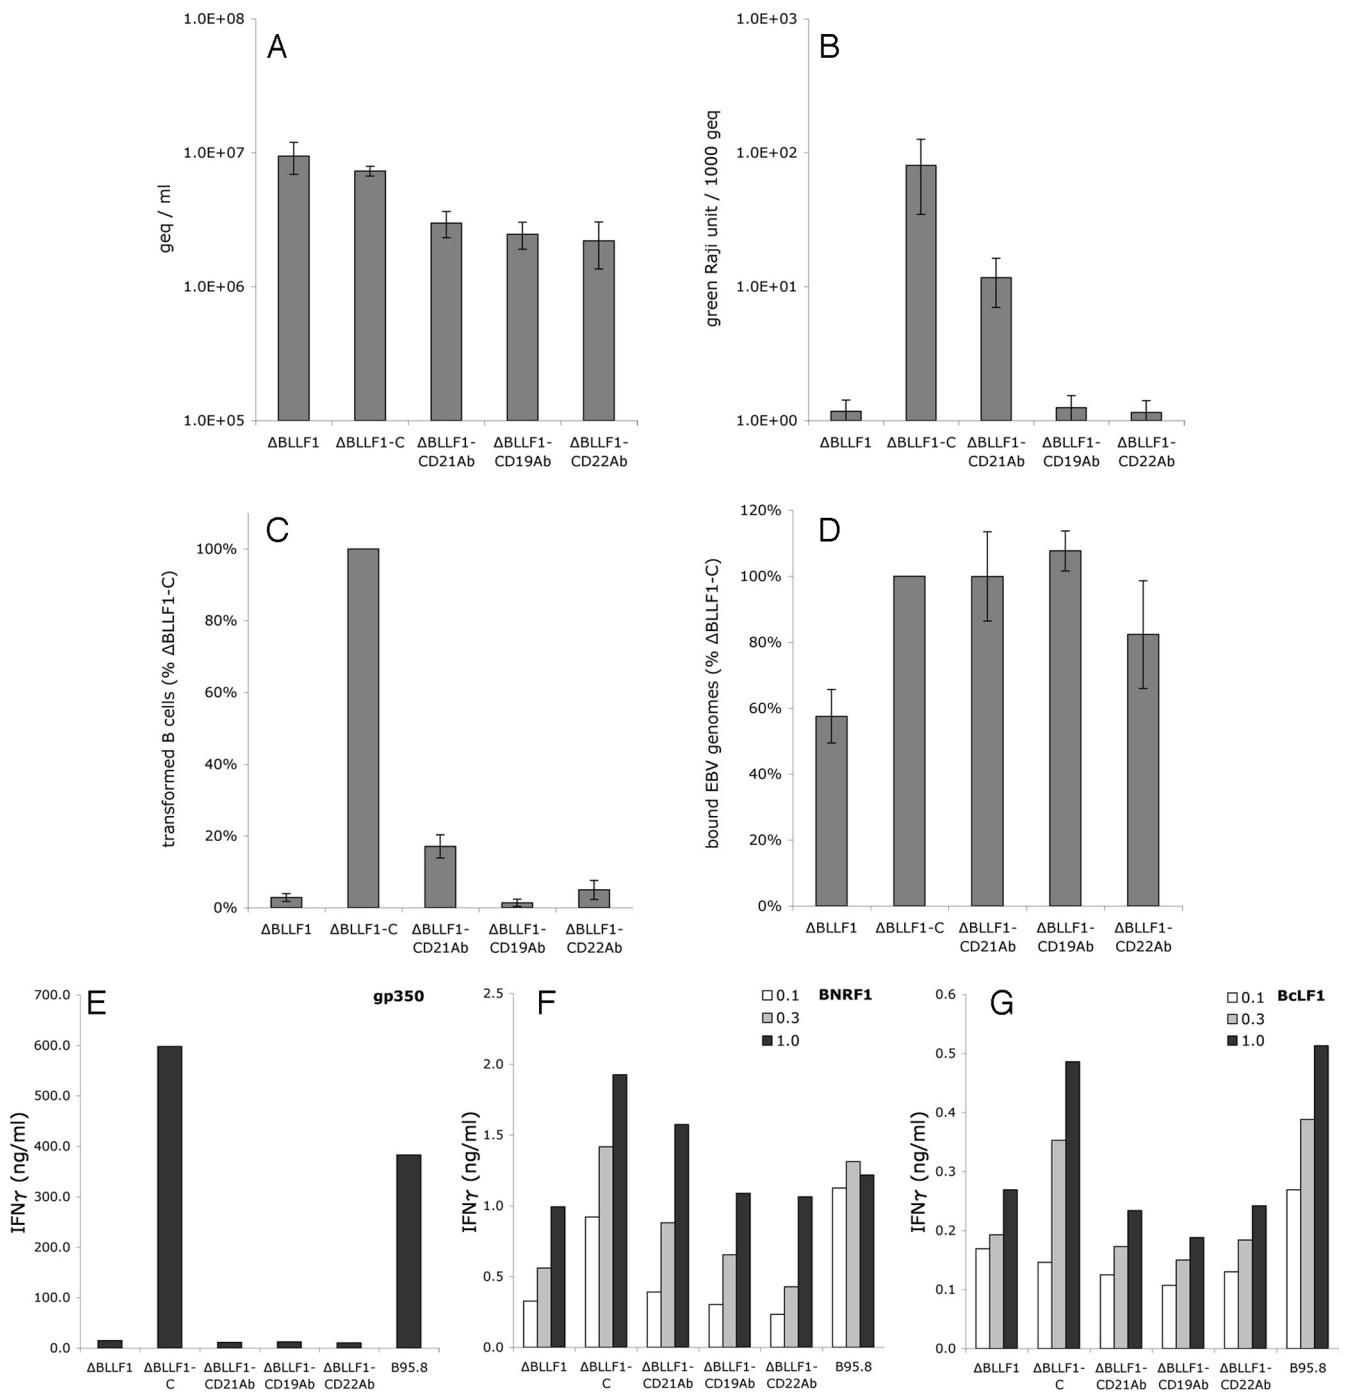 A
geq / ml
1.0E+08
1.0E+07
1.0E+06
1.0E+05
ΔBLLF1
ΔBLLF1-C
ΔBLLF1-
CD21Ab
ΔBLLF1-
CD19Ab
ΔBLLF1-
CD22Ab
B
green Raji unit / 1000 geq
1.0E+03
1.0E+02
1.0E+01
1.0E+00
ΔBLLF1
ΔBLLF1-C
ΔBLLF1-
CD21Ab
ΔBLLF1-
CD19Ab
ΔBLLF1-
CD22Ab
C
transformed B cells (% ΔBLLF1-C)
100%
80%
60%
40%
20%
0%
ΔBLLF1
ΔBLLF1-C
ΔBLLF1-
CD21Ab
ΔBLLF1-
CD19Ab
ΔBLLF1-
CD22Ab
D
bound EBV genomes (% ΔBLLF1-C)
120%
100%
80%
60%
40%
20%
0%
ΔBLLF1
ΔBLLF1-C
ΔBLLF1-
CD21Ab
ΔBLLF1-
CD19Ab
ΔBLLF1-
CD22Ab
E
gp350
IFNγ (ng/ml)
700.0
600.0
500.0
400.0
300.0
200.0
100.0
0.0
ΔBLLF1
ΔBLLF1-
C
ΔBLLF1-
CD21Ab
ΔBLLF1-
CD19Ab
ΔBLLF1-
CD22Ab
B95.8
F
0.1 BNRF1
0.3
1.0
IFNγ (ng/ml)
2.5
2.0
1.5
1.0
0.5
0.0
ΔBLLF1
ΔBLLF1-
C
ΔBLLF1-
CD21Ab
ΔBLLF1-
CD19Ab
ΔBLLF1-
CD22Ab
B95.8
G
0.1 BcLF1
0.3
1.0
IFNγ (ng/ml)
0.6
0.5
0.4
0.3
0.2
0.1
0.0
ΔBLLF1
ΔBLLF1-
C
ΔBLLF1-
CD21Ab
ΔBLLF1-
CD19Ab
ΔBLLF1-
CD22Ab
B95.8